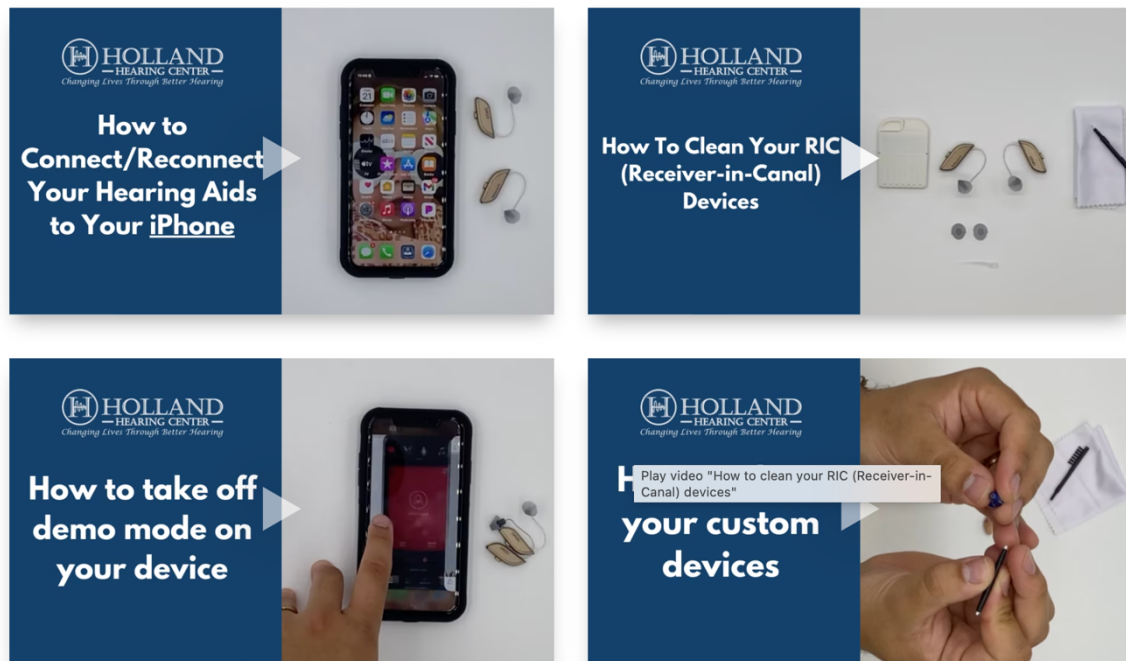 HOLLAND
HEARING CENTER
Changing Lives Through Better Hearing
How to
Connect/Reconnect
Your Hearing Aids
to Your iPhone
HOLLAND
HEARING CENTER
Changing Lives Through Better Hearing
How To Clean Your RIC
(Receiver-in-Canal)
Devices
HOLLAND
HEARING CENTER
Changing Lives Through Better Hearing
How to take off
demo mode on
your device
HOLLAND
HEARING CENTER
Changing Lives Through Better Hearing
Play video "How to clean your RIC (Receiver-in-
Canal) devices"
your custom
devices